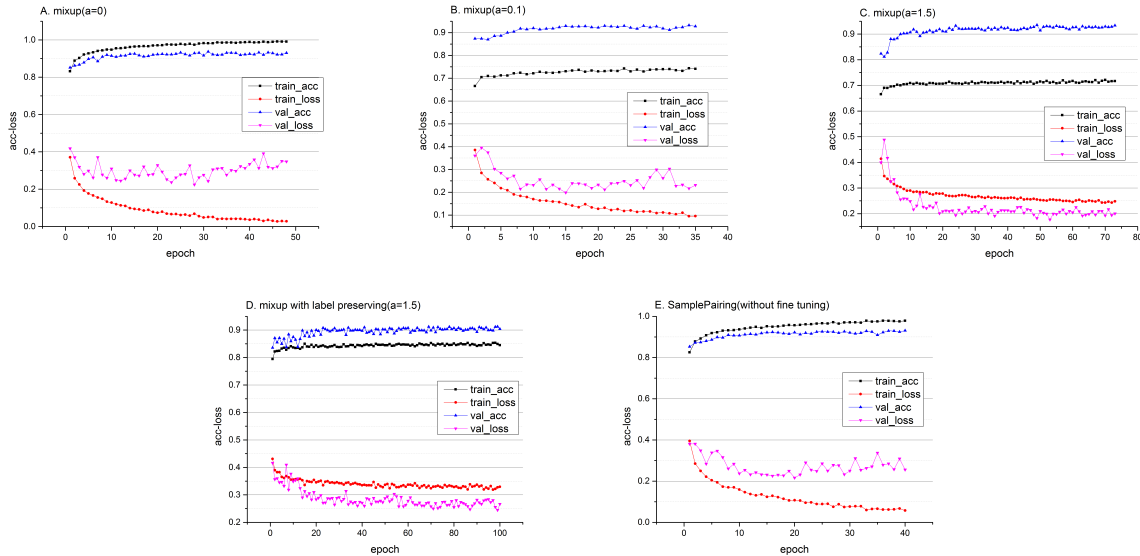 A. mixup(a=0)
1.0
0.8
0.6
0.4
0.2
0.0
acc-loss
0
10
20
30
40
50
epoch
train_acc
train_loss
val_acc
val_loss
B. mixup(a=0.1)
0.9
0.8
0.7
0.6
0.5
0.4
0.3
0.2
0.1
acc-loss
0
5
10
15
20
25
30
35
40
epoch
train_acc
train_loss
val_acc
val_loss
C. mixup(a=1.5)
0.9
0.8
0.7
0.6
0.5
0.4
0.3
0.2
acc-loss
0
10
20
30
40
50
60
70
80
epoch
train_acc
train_loss
val_acc
val_loss
D. mixup with label preserving(a=1.5)
0.9
0.8
0.7
0.6
0.5
0.4
0.3
0.2
acc-loss
0
20
40
60
80
100
epoch
train_acc
train_loss
val_acc
val_loss
E. SamplePairing(without fine tuning)
1.0
0.8
0.6
0.4
0.2
0.0
acc-loss
0
10
20
30
40
epoch
train_acc
train_loss
val_acc
val_loss